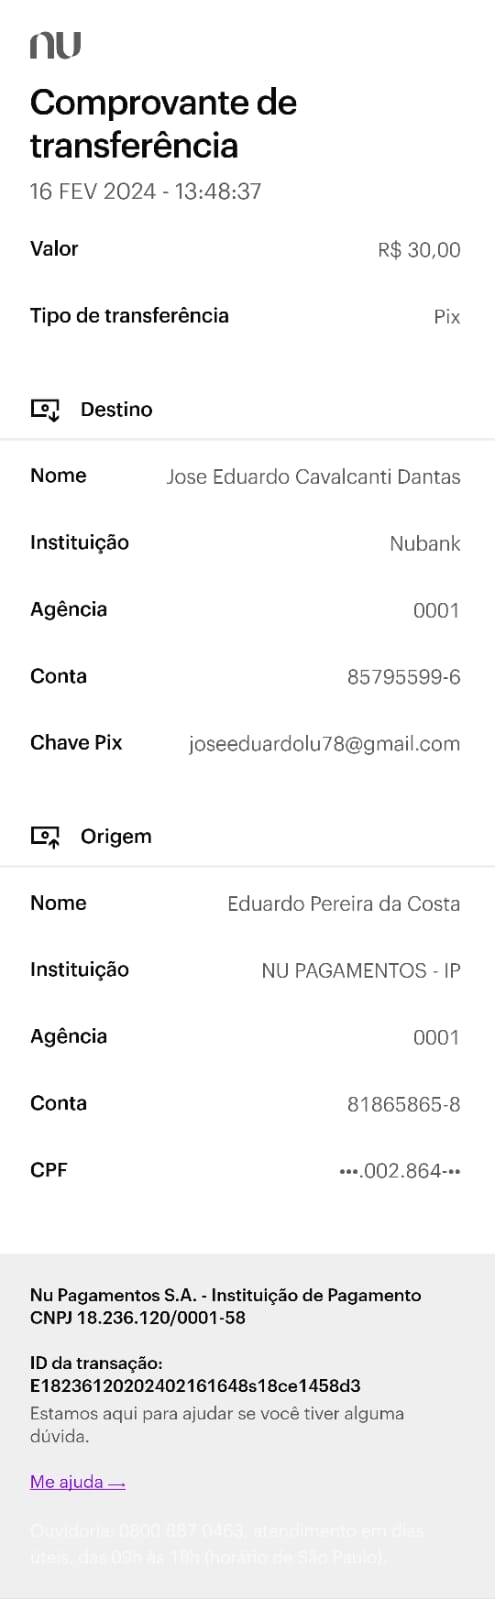 nu
Comprovante de
transferência
16 FEV 2024 - 13:48:37
Valor R$ 30,00
Tipo de transferência Pix
Destino
Nome Jose Eduardo Cavalcanti Dantas
Instituição Nubank
Agência 0001
Conta 85795599-6
Chave Pix joseeduardolu78@gmail.com
Origem
Nome Eduardo Pereira da Costa
Instituição NU PAGAMENTOS - IP
Agência 0001
Conta 81865865-8
CPF •••.002.864-••
Nu Pagamentos S.A. - Instituição de Pagamento
CNPJ 18.236.120/0001-58
ID da transação:
E18236120202402161648s18ce1458d3
Estamos aqui para ajudar se você tiver alguma
dúvida.
Me ajuda →
Ouvidoria: 0800 887 0463, atendimento em dias
úteis, das 09h às 18h (horário de São Paulo).